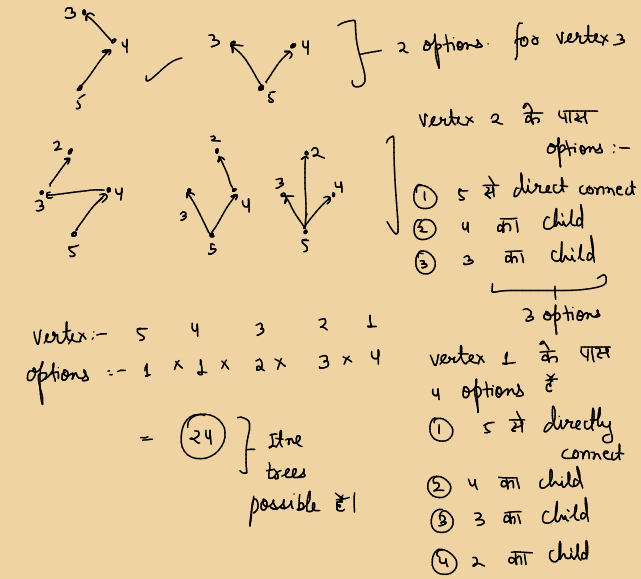 3
4
5
3
4
5
2 options. for vertex 3
2
3
4
5
2
3
4
5
2
3
4
5
vertex 2 के पास
options :-
① 5 से direct connect
② 4 का child
③ 3 का child
3 options
vertex:- 5 4 3 2 1
options :- 1 x 1 x 2 x 3 x 4
= 24
Itne
trees
possible हैं।
vertex 1 के पास
4 options हैं
① 5 से directly
connect
② 4 का child
③ 3 का child
④ 2 का child